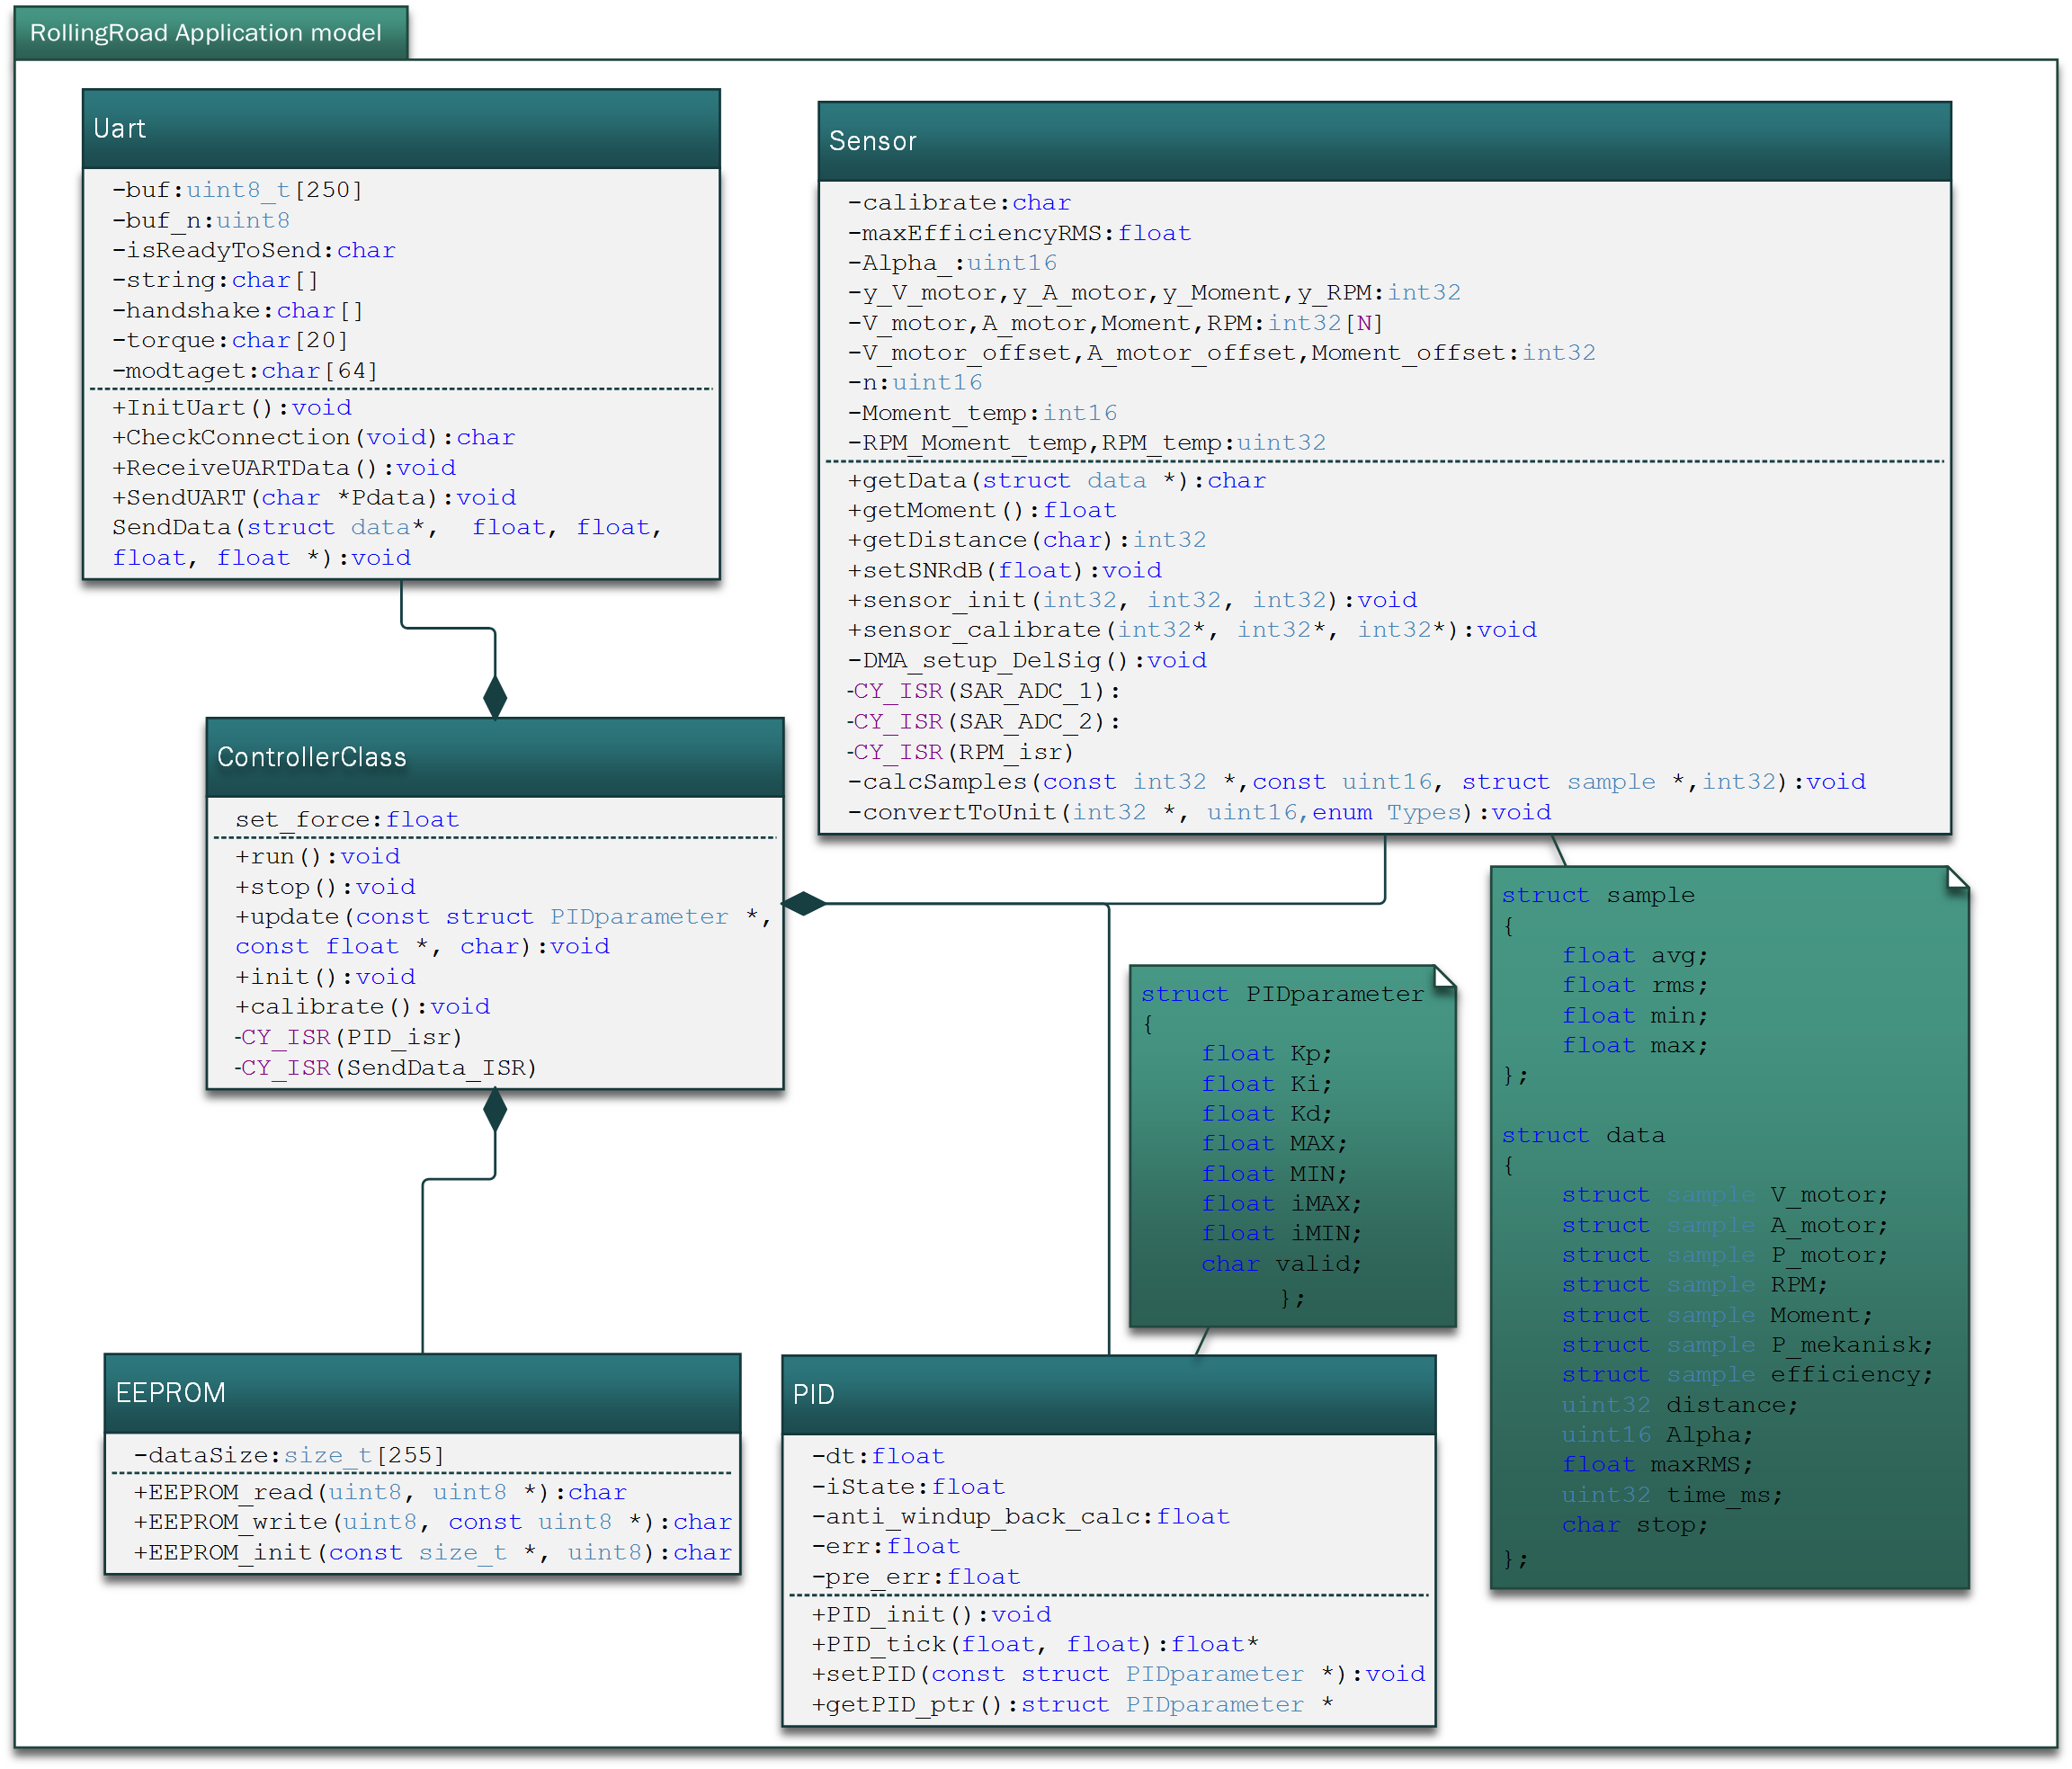 RollingRoad Application model
Uart
-buf:uint8_t[250]
-buf_n:uint8
-isReadyToSend:char
-string:char[]
-handshake:char[]
-torque:char[20]
-modtaget:char[64]
+InitUart():void
+CheckConnection(void):char
+ReceiveUARTData():void
+SendUART(char *Pdata):void
SendData(struct data*,  float, float,
float, float *):void
Sensor
-calibrate:char
-maxEfficiencyRMS:float
-Alpha_:uint16
-y_V_motor,y_A_motor,y_Moment,y_RPM:int32
-V_motor,A_motor,Moment,RPM:int32[N]
-V_motor_offset,A_motor_offset,Moment_offset:int32
-n:uint16
-Moment_temp:int16
-RPM_Moment_temp,RPM_temp:uint32
+getData(struct data *):char
+getMoment():float
+getDistance(char):int32
+setSNRdB(float):void
+sensor_init(int32, int32, int32):void
+sensor_calibrate(int32*, int32*, int32*):void
-DMA_setup_DelSig():void
-CY_ISR(SAR_ADC_1):
-CY_ISR(SAR_ADC_2):
-CY_ISR(RPM_isr)
-calcSamples(const int32 *,const uint16, struct sample *,int32):void
-convertToUnit(int32 *, uint16,enum Types):void
ControllerClass
set_force:float
+run():void
+stop():void
+update(const struct PIDparameter *,
const float *, char):void
+init():void
+calibrate():void
-CY_ISR(PID_isr)
-CY_ISR(SendData_ISR)
struct PIDparameter
{
float Kp;
float Ki;
float Kd;
float MAX;
float MIN;
float iMAX;
float iMIN;
char valid;
};
struct sample
{
float avg;
float rms;
float min;
float max;
};
struct data
{
struct sample V_motor;
struct sample A_motor;
struct sample P_motor;
struct sample RPM;
struct sample Moment;
struct sample P_mekanisk;
struct sample efficiency;
uint32 distance;
uint16 Alpha;
float maxRMS;
uint32 time_ms;
char stop;
};
EEPROM
-dataSize:size_t[255]
+EEPROM_read(uint8, uint8 *):char
+EEPROM_write(uint8, const uint8 *):char
+EEPROM_init(const size_t *, uint8):char
PID
-dt:float
-iState:float
-anti_windup_back_calc:float
-err:float
-pre_err:float
+PID_init():void
+PID_tick(float, float):float*
+setPID(const struct PIDparameter *):void
+getPID_ptr():struct PIDparameter *